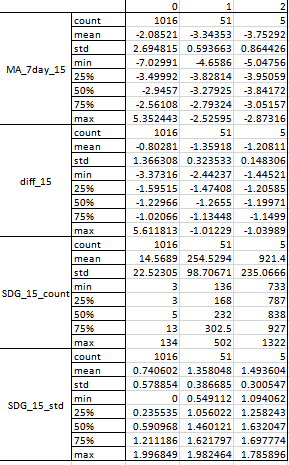 0 1 2
MA_7day_15 count 1016 51 5
mean -2.08521 -3.34353 -3.75292
std 2.694815 0.593663 0.864426
min -7.02991 -4.6586 -5.04756
25% -3.49992 -3.82814 -3.95059
50% -2.9457 -3.27925 -3.84172
75% -2.56108 -2.79324 -3.05157
max 5.352443 -2.52595 -2.87316
diff_15 count 1016 51 5
mean -0.80281 -1.35918 -1.20811
std 1.366308 0.323533 0.148306
min -3.37316 -2.44237 -1.44521
25% -1.59515 -1.47408 -1.20585
50% -1.22966 -1.2655 -1.19971
75% -1.02066 -1.13448 -1.1499
max 5.611813 -1.01229 -1.03989
SDG_15_count count 1016 51 5
mean 14.5689 254.5294 921.4
std 22.52305 98.70671 235.0666
min 3 136 733
25% 3 168 787
50% 5 232 838
75% 13 302.5 927
max 134 502 1322
SDG_15_std count 1016 51 5
mean 0.740602 1.358048 1.493604
std 0.578854 0.386685 0.300547
min 0 0.549112 1.094062
25% 0.235535 1.056022 1.258243
50% 0.590968 1.460121 1.632047
75% 1.211186 1.621797 1.697774
max 1.996849 1.982464 1.785896